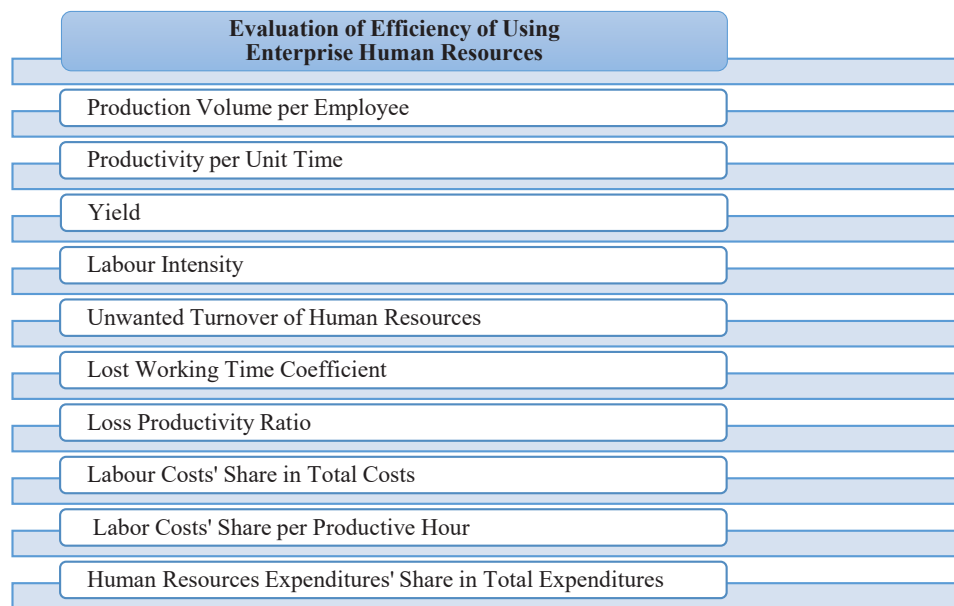 Evaluation of Efficiency of Using
Enterprise Human Resources
Production Volume per Employee
Productivity per Unit Time
Yield
Labour Intensity
Unwanted Turnover of Human Resources
Lost Working Time Coefficient
Loss Productivity Ratio
Labour Costs' Share in Total Costs
Labor Costs' Share per Productive Hour
Human Resources Expenditures' Share in Total Expenditures